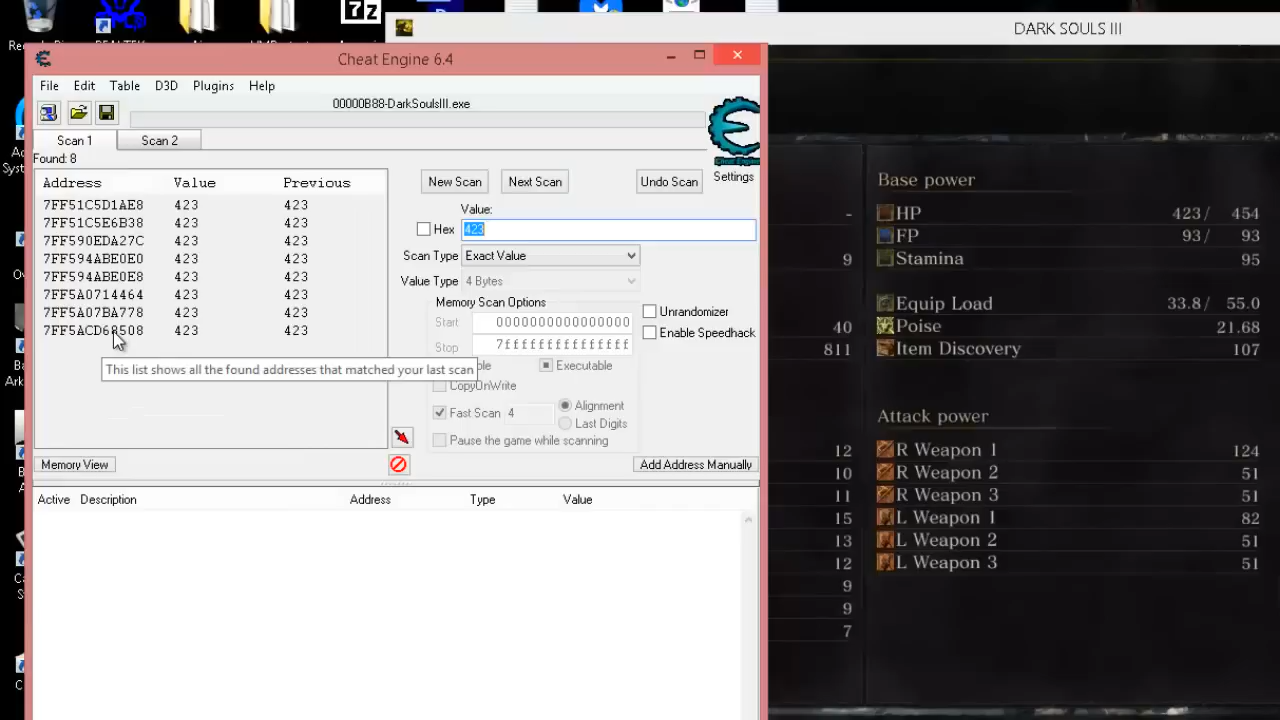 7z
DARK SOULS III
Cheat Engine 6.4
File Edit Table D3D Plugins Help
00000B88-DarkSoulsIII.exe
Scan 1 Scan 2
Found: 8
Address Value Previous
7FF51C5D1AE8 423 423
7FF51C5E6B38 423 423
7FF590EDA27C 423 423
7FF594ABE0E0 423 423
7FF594ABE0E8 423 423
7FF5A0714464 423 423
7FF5A07BA778 423 423
7FF5ACD60508 423 423
This list shows all the found addresses that matched your last scan
New Scan Next Scan Undo Scan
Cheat Engine
Settings
Value:
Hex 423
Scan Type Exact Value
Value Type 4 Bytes
Memory Scan Options
Start 0000000000000000
Stop 7fffffffffffffff
Executable
CopyOnWrite
Fast Scan 4 Alignment
Last Digits
Pause the game while scanning
Unrandomizer
Enable Speedhack
Memory View Add Address Manually
Active Description Address Type Value
-
9
40
811
12
10
11
15
13
12
9
9
7
Base power
HP 423/ 454
FP 93/ 93
Stamina 95
Equip Load 33.8/ 55.0
Poise 21.68
Item Discovery 107
Attack power
R Weapon 1 124
R Weapon 2 51
R Weapon 3 51
L Weapon 1 82
L Weapon 2 51
L Weapon 3 51